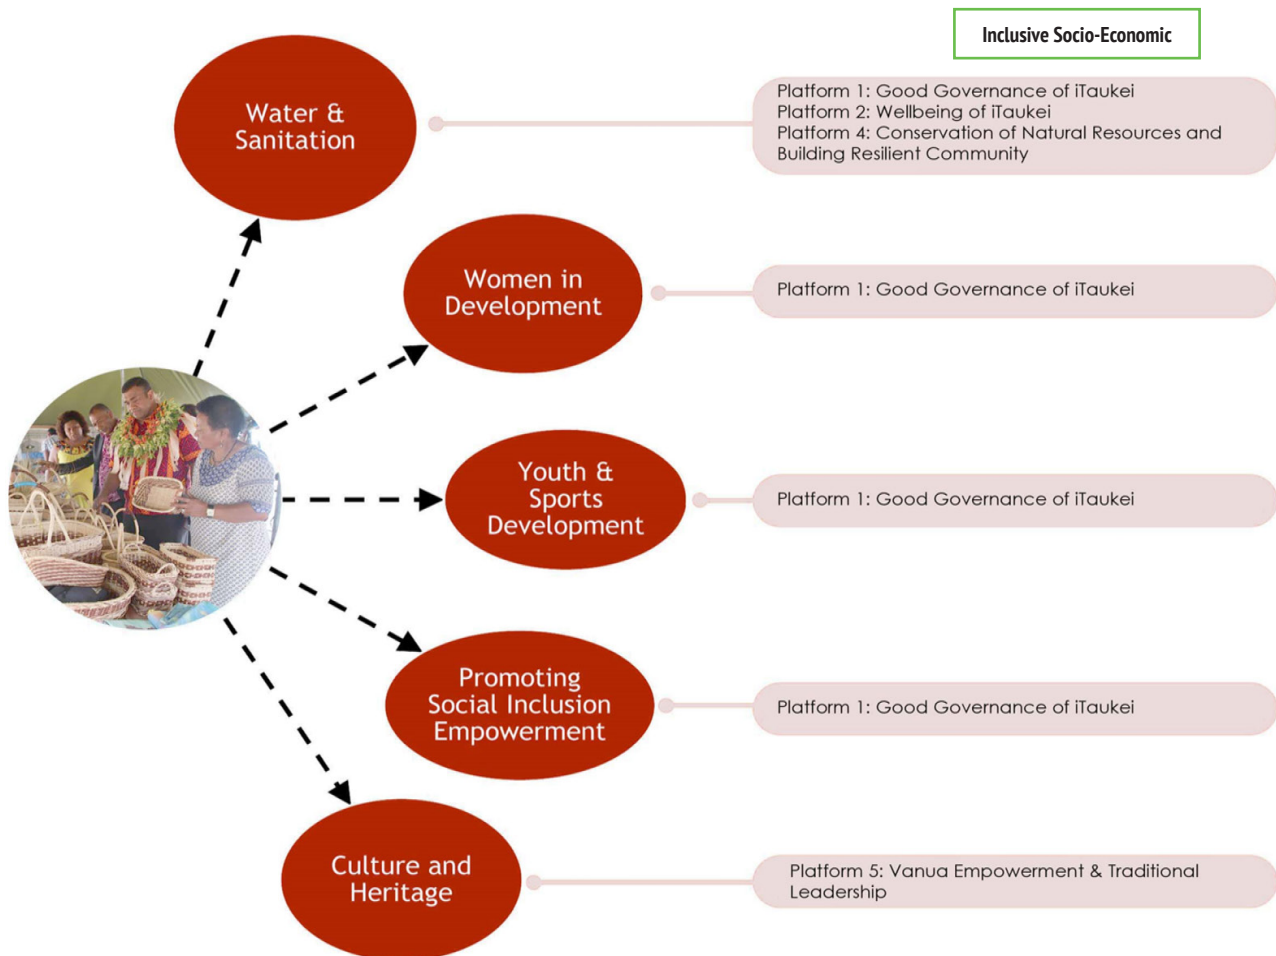 Inclusive Socio-Economic
Water &
Sanitation
Platform 1: Good Governance of iTaukei
Platform 2: Wellbeing of iTaukei
Platform 4: Conservation of Natural Resources and
Building Resilient Community
Women in
Development
Platform 1: Good Governance of iTaukei
Youth &
Sports
Development
Platform 1: Good Governance of iTaukei
Promoting
Social Inclusion
Empowerment
Platform 1: Good Governance of iTaukei
Culture and
Heritage
Platform 5: Vanua Empowerment & Traditional
Leadership